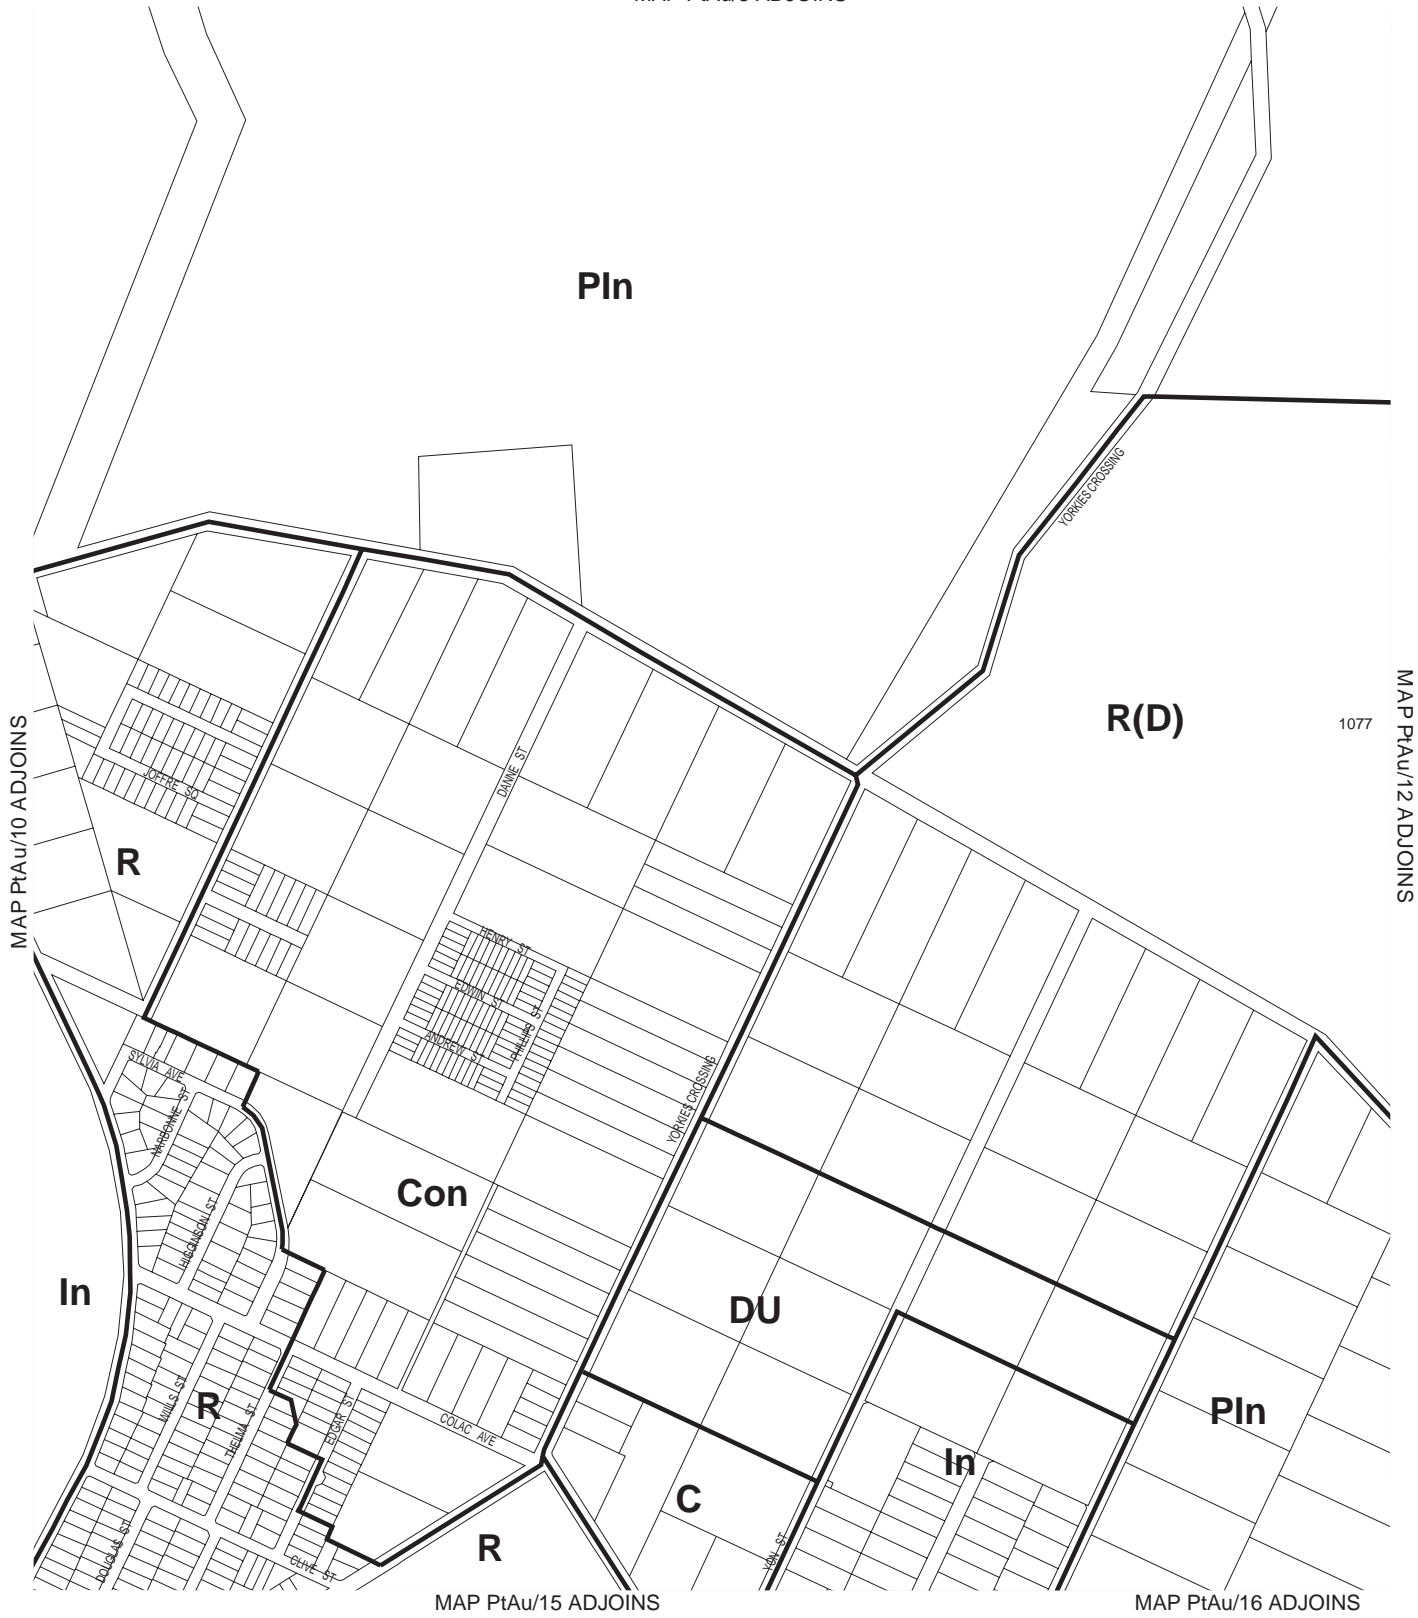 PIn
YORKIES CROSSING
R(D)
1077
MAP PtAu/10 ADJOINS
MAP PtAu/12 ADJOINS
DANNE ST
JOFFRE SQ
R
HENRY ST
EDWIN ST
ANDREW ST
PHILLIPS ST
YORKIES CROSSING
SYLVIA AVE
NARBONNE ST
HIGGINSON ST
Con
In
DU
R
WILLS ST
THELMA ST
EDGAR ST
COLAC AVE
PIn
In
C
R
DOUGLAS ST
CLIVE ST
YON ST
MAP PtAu/15 ADJOINS
MAP PtAu/16 ADJOINS